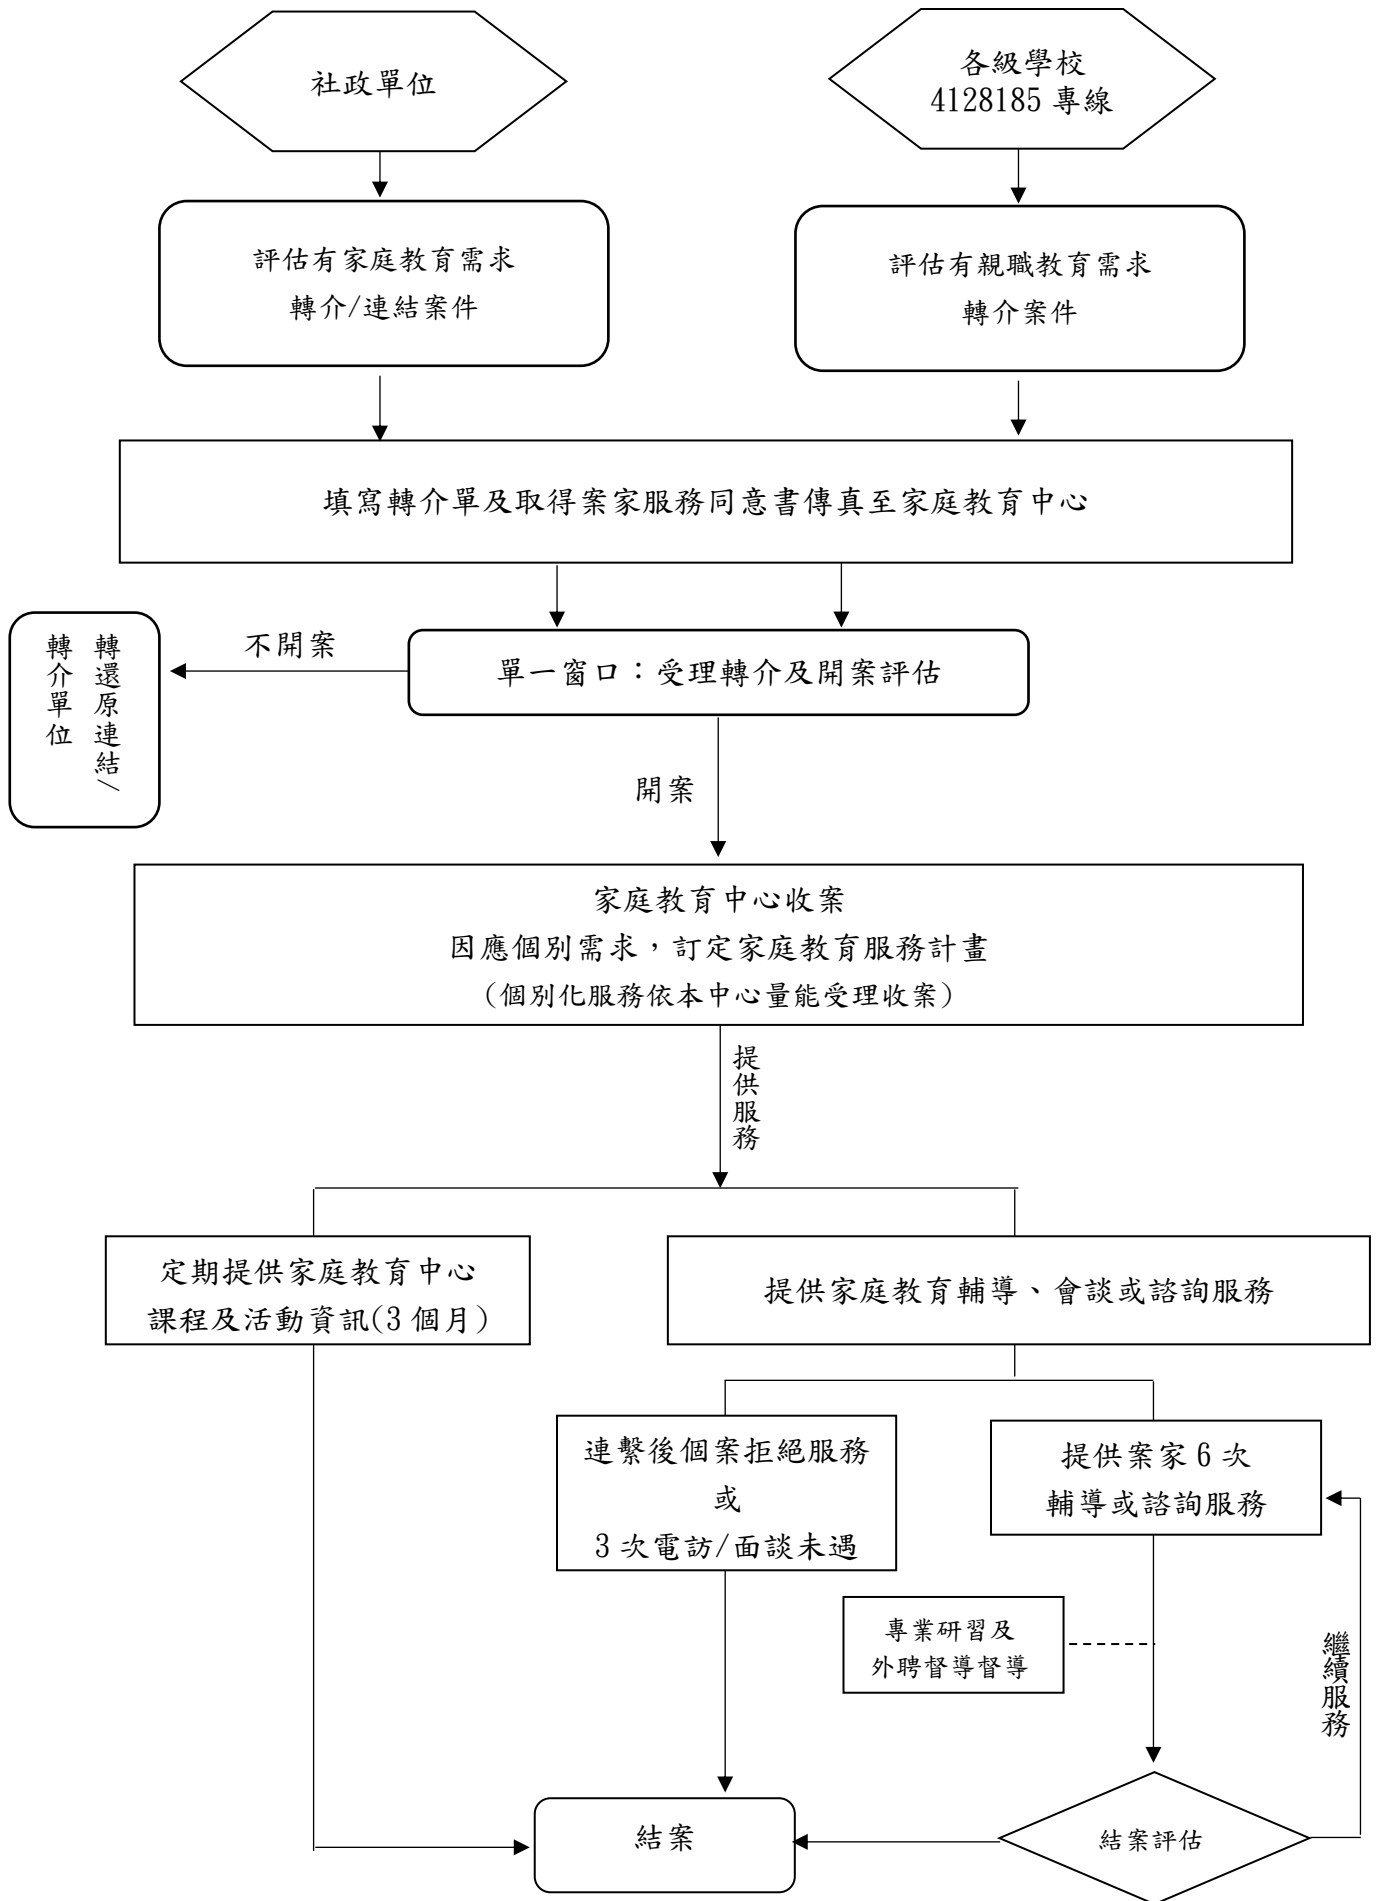 社政單位
各級學校
4128185 專線
評估有家庭教育需求
轉介/連結案件
評估有親職教育需求
轉介案件
填寫轉介單及取得案家服務同意書傳真至家庭教育中心
轉還原連結/
轉介單位
不開案
單一窗口：受理轉介及開案評估
開案
家庭教育中心收案
因應個別需求，訂定家庭教育服務計畫
（個別化服務依本中心量能受理收案）
提供服務
定期提供家庭教育中心
課程及活動資訊(3 個月)
提供家庭教育輔導、會談或諮詢服務
連繫後個案拒絕服務
或
3 次電訪/面談未遇
提供案家 6 次
輔導或諮詢服務
專業研習及
外聘督導督導
繼續服務
結案
結案評估